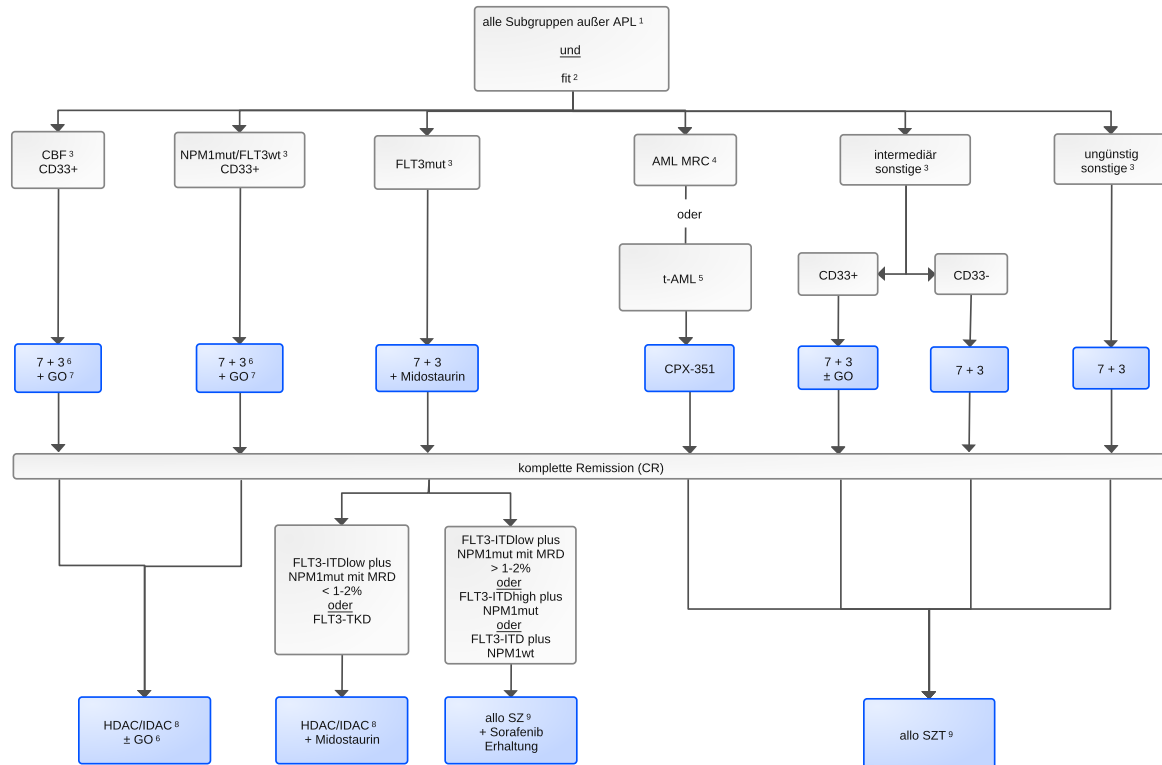 alle Subgruppen außer APL 1
und
fit 2
CBF 3
CD33+
NPM1mut/FLT3wt 3
CD33+
FLT3mut 3
AML MRC 4
intermediär
sonstige 3
ungünstig
sonstige 3
oder
t-AML 5
CD33+
CD33-
7 + 3 6
+ GO 7
7 + 3 6
+ GO 7
7 + 3
+ Midostaurin
CPX-351
7 + 3
± GO
7 + 3
7 + 3
komplette Remission (CR)
FLT3-ITDlow plus
NPM1mut mit MRD
< 1-2%
oder
FLT3-TKD
FLT3-ITDlow plus
NPM1mut mit MRD
> 1-2%
oder
FLT3-ITDhigh plus
NPM1mut
oder
FLT3-ITD plus
NPM1wt
HDAC/IDAC 8
± GO 6
HDAC/IDAC 8
+ Midostaurin
allo SZ 9
+ Sorafenib
Erhaltung
allo SZT 9